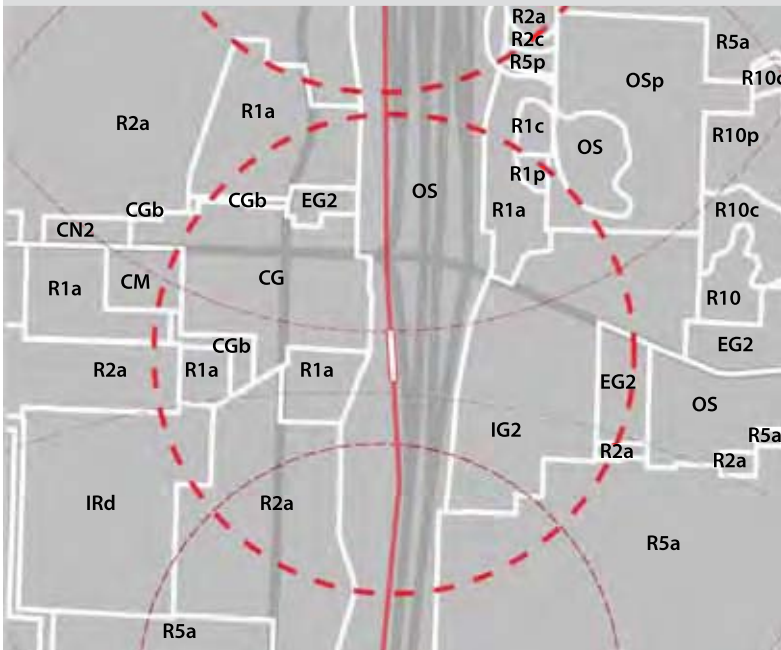 R2a
R2c
R5p
R5a
OSp
R10c
R2a
R1a
R1c
OS
R10p
R1p
OS
CGb
CGb
EG2
R1a
R10c
CN2
CG
R1a
CM
R10
CGb
EG2
R2a
R1a
R1a
EG2
OS
IG2
R5a
R2a
R2a
IRd
R2a
R5a
R5a